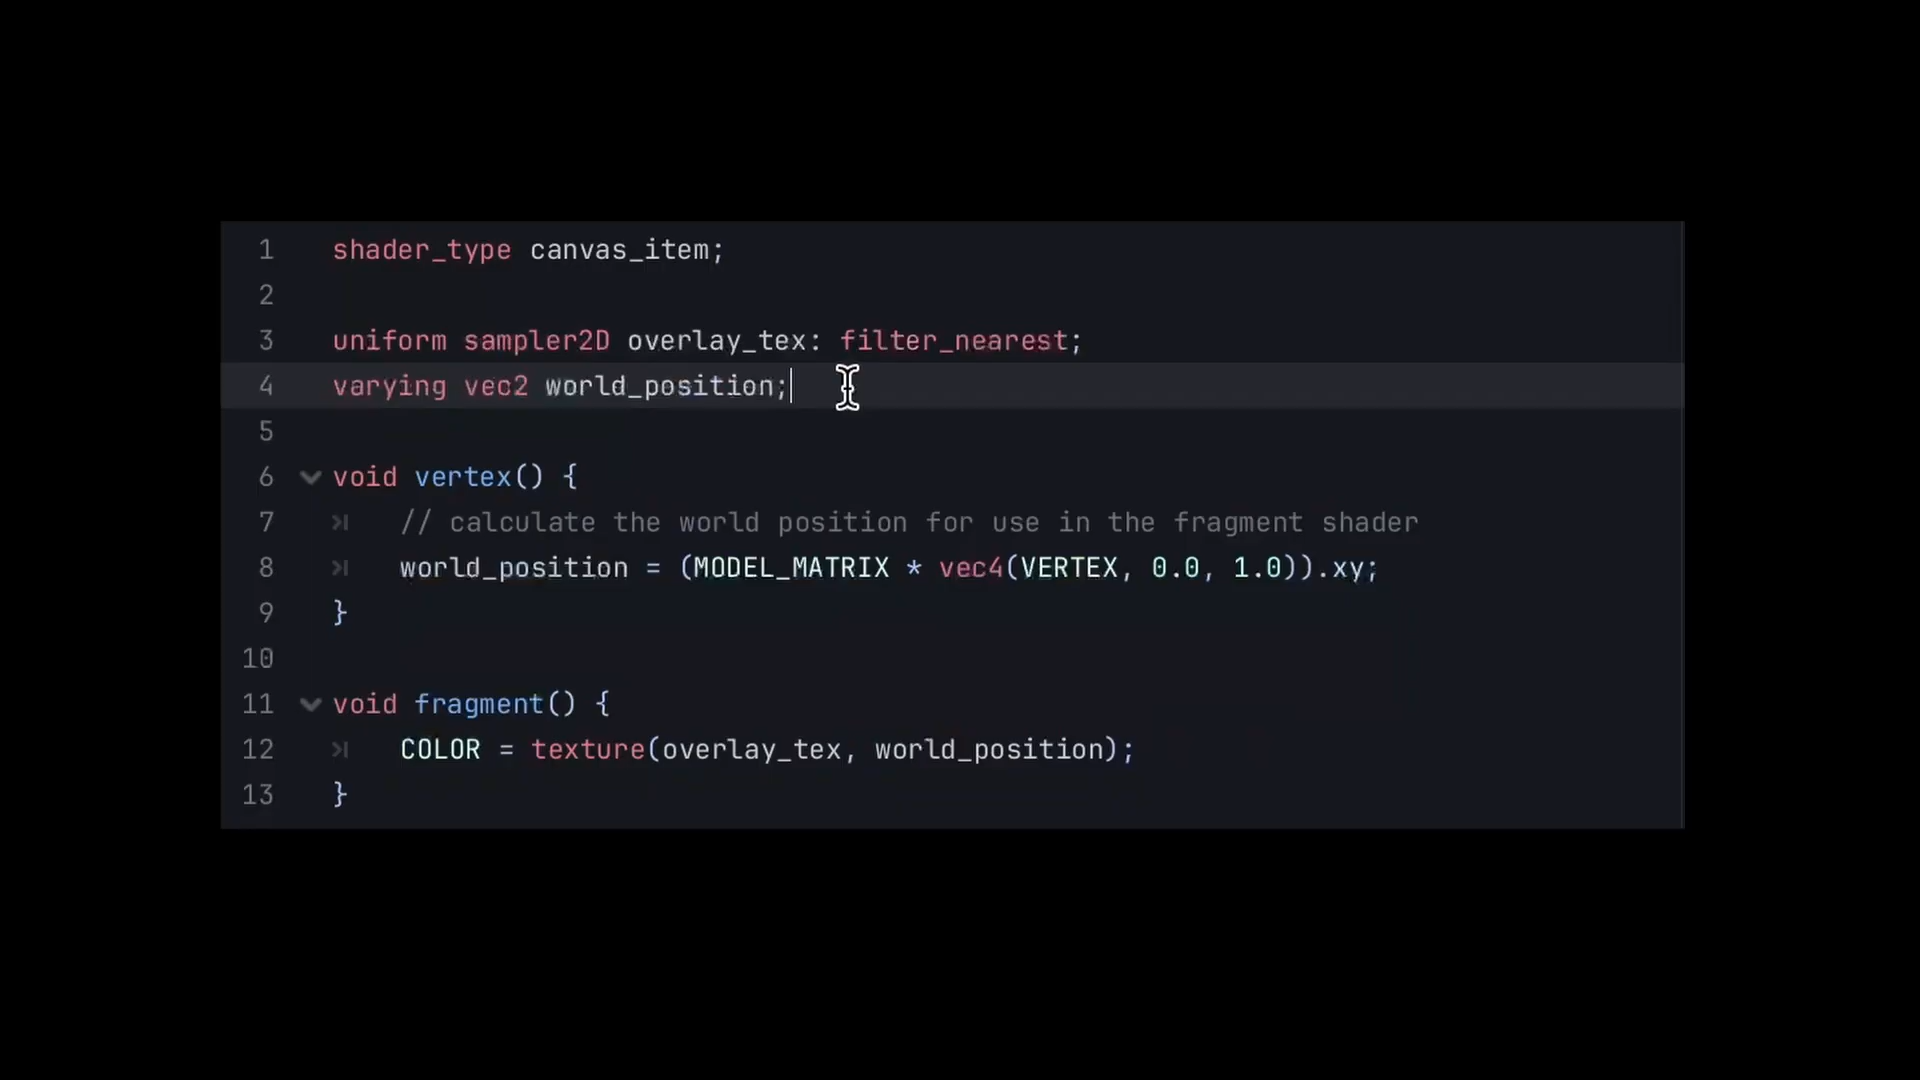 1 shader_type canvas_item;
2
3 uniform sampler2D overlay_tex: filter_nearest;
4 varying vec2 world_position;
5
6 void vertex() {
7 // calculate the world position for use in the fragment shader
8 world_position = (MODEL_MATRIX * vec4(VERTEX, 0.0, 1.0)).xy;
9 }
10
11 void fragment() {
12 COLOR = texture(overlay_tex, world_position);
13 }